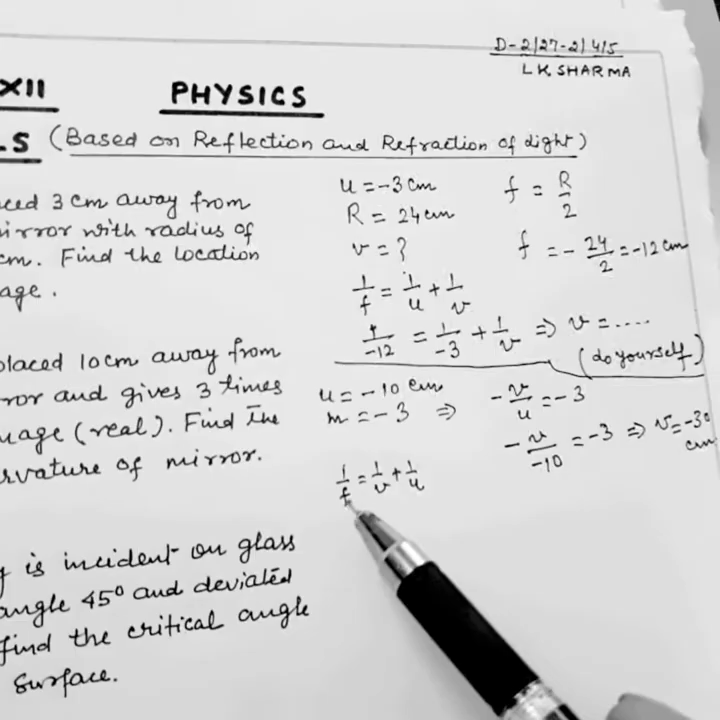 D-2/27-2/4/5
LK SHARMA
XII PHYSICS
LS (Based on Reflection and Refraction of light)
ced 3 cm away from
irror with radius of
cm. Find the location
age.
u = -3 cm
R = 24 cm
v = ?
1/f = 1/u + 1/v
f = R/2
f = - 24/2 = -12 cm
1/-12 = 1/-3 + 1/v ⇒ v = ....
(do yourself)
placed 10 cm away from
ror and gives 3 times
mage (real). Find the
rvature of mirror.
u = -10 cm
m = -3 ⇒ - v/u = -3
- v/-10 = -3 ⇒ v = -30
cm
1/f = 1/v + 1/u
y is incident on glass
angle 45° and deviated
find the critical angle
surface.